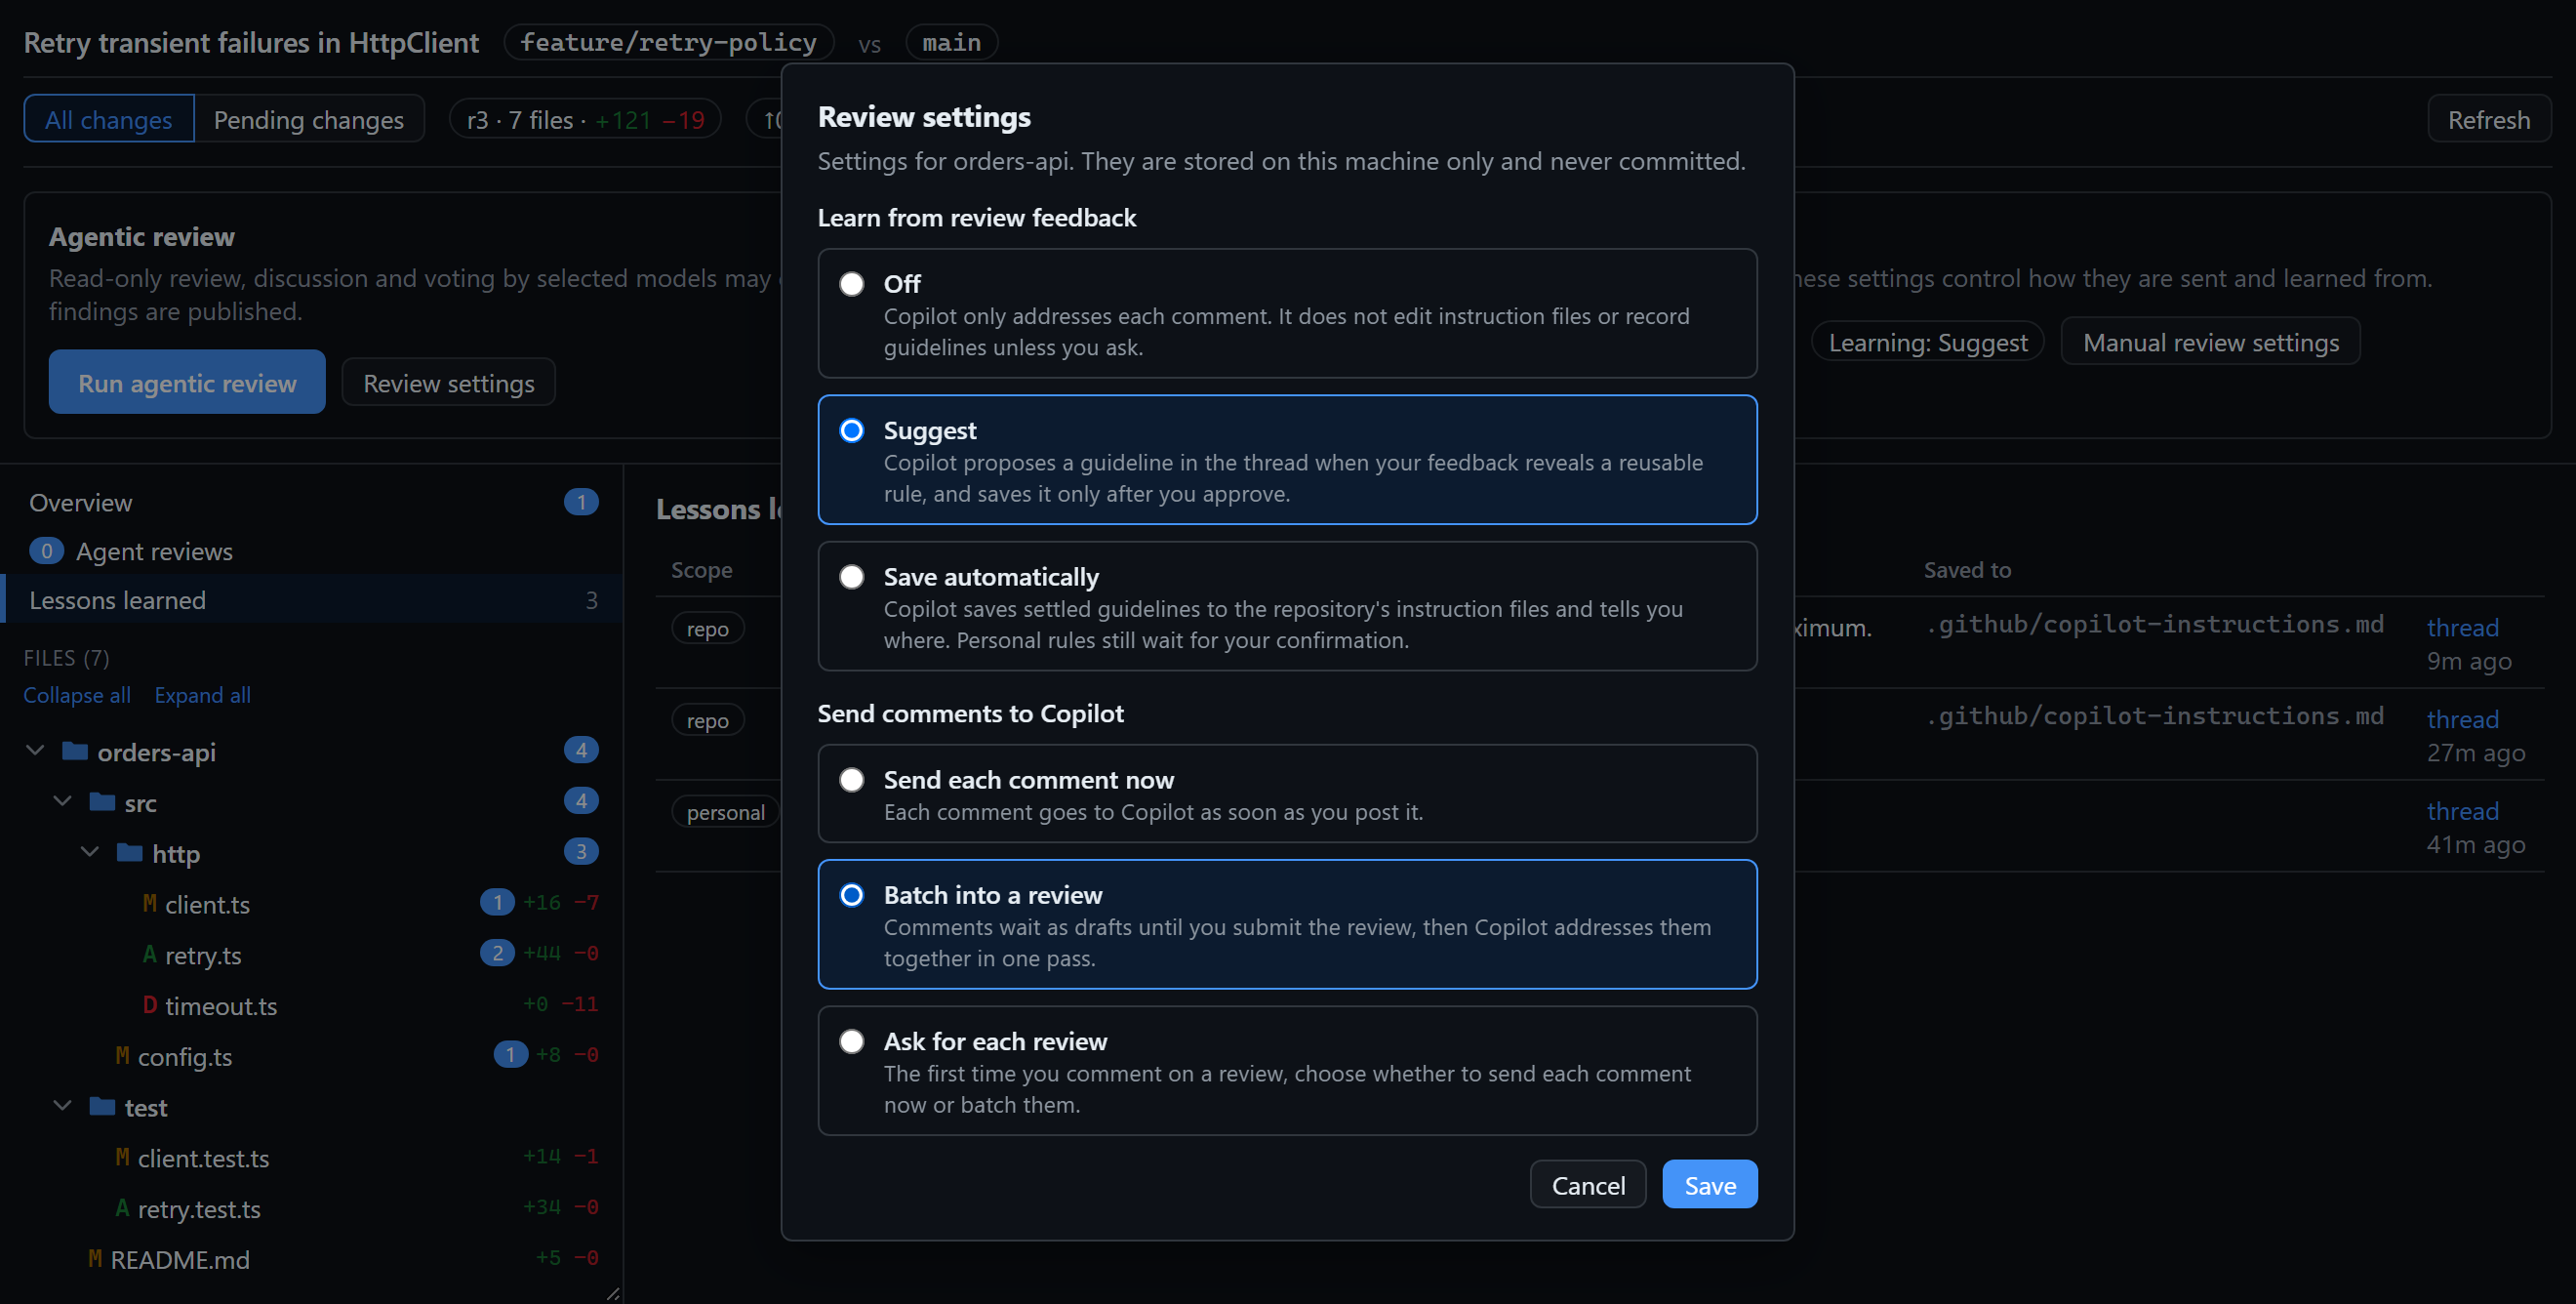 Retry transient failures in HttpClient feature/retry-policy vs main
All changes Pending changes r3 · 7 files · +121 −19
Refresh
Agentic review
Read-only review, discussion and voting by selected models may
findings are published.
Run agentic review Review settings
these settings control how they are sent and learned from.
Learning: Suggest Manual review settings
Overview 1
0 Agent reviews
Lessons learned 3
FILES (7)
Collapse all Expand all
orders-api 4
src 4
http 3
M client.ts 1 +16 −7
A retry.ts 2 +44 −0
D timeout.ts +0 −11
M config.ts 1 +8 −0
test
M client.test.ts +14 −1
A retry.test.ts +34 −0
M README.md +5 −0
Lessons
Scope Saved to
repo .github/copilot-instructions.md thread
9m ago
repo .github/copilot-instructions.md thread
27m ago
personal thread
41m ago
Review settings
Settings for orders-api. They are stored on this machine only and never committed.
Learn from review feedback
Off
Copilot only addresses each comment. It does not edit instruction files or record
guidelines unless you ask.
Suggest
Copilot proposes a guideline in the thread when your feedback reveals a reusable
rule, and saves it only after you approve.
Save automatically
Copilot saves settled guidelines to the repository's instruction files and tells you
where. Personal rules still wait for your confirmation.
Send comments to Copilot
Send each comment now
Each comment goes to Copilot as soon as you post it.
Batch into a review
Comments wait as drafts until you submit the review, then Copilot addresses them
together in one pass.
Ask for each review
The first time you comment on a review, choose whether to send each comment
now or batch them.
Cancel Save